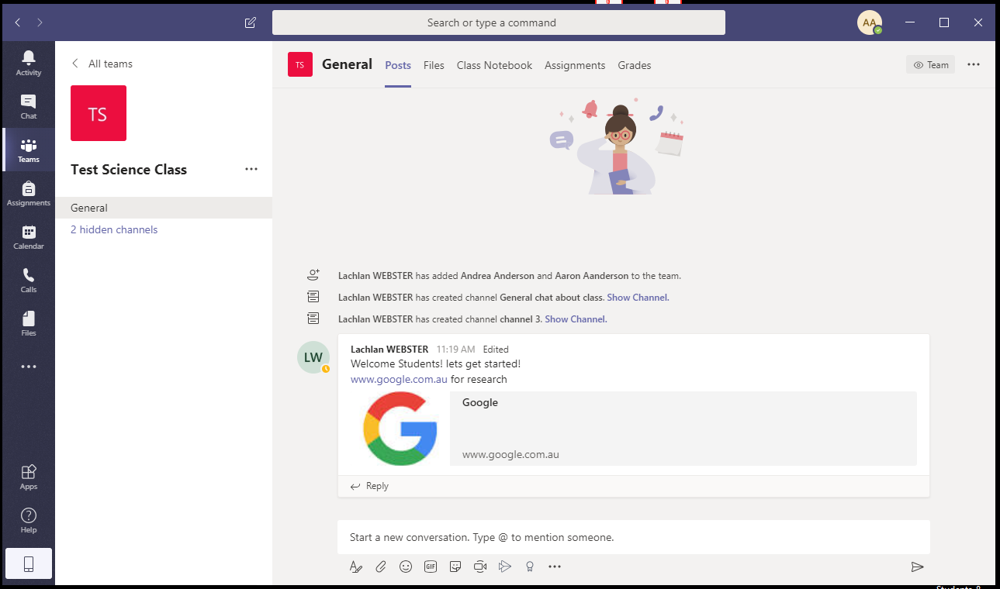 Search or type a command
AA
Activity
Chat
Teams
Assignments
Calendar
Calls
Files
Apps
Help
All teams
TS
Test Science Class
General
2 hidden channels
TS
General Posts Files Class Notebook Assignments Grades
Team
Lachlan WEBSTER has added Andrea Anderson and Aaron Aanderson to the team.
Lachlan WEBSTER has created channel General chat about class. Show Channel.
Lachlan WEBSTER has created channel channel 3. Show Channel.
LW
Lachlan WEBSTER 11:19 AM Edited
Welcome Students! lets get started!
www.google.com.au for research
Google
www.google.com.au
Reply
Start a new conversation. Type @ to mention someone.
GIF